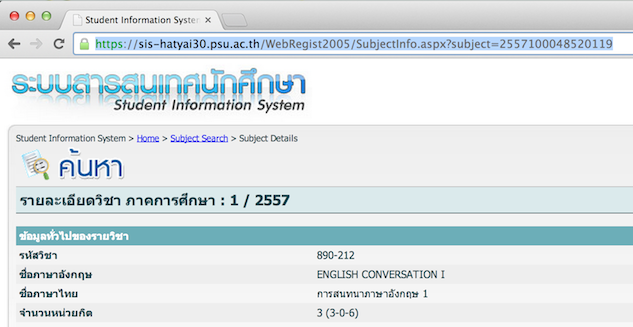 Student Information System
https://sis-hatyai30.psu.ac.th/WebRegist2005/SubjectInfo.aspx?subject=2557100048520119
ระบบสารสนเทศนักศึกษา
Student Information System
Student Information System > Home > Subject Search > Subject Details
ค้นหา
รายละเอียดวิชา ภาคการศึกษา : 1 / 2557
ข้อมูลทั่วไปของรายวิชา
รหัสวิชา 890-212
ชื่อภาษาอังกฤษ ENGLISH CONVERSATION I
ชื่อภาษาไทย การสนทนาภาษาอังกฤษ 1
จำนวนหน่วยกิต 3 (3-0-6)